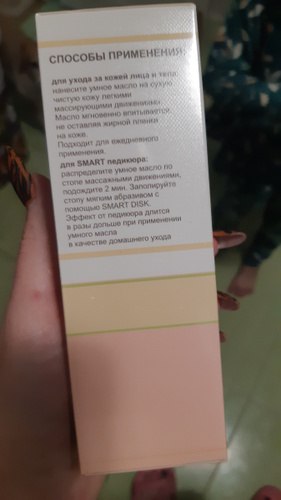 СПОСОБЫ ПРИМЕНЕНИЯ
для ухода за кожей лица и тела:
нанесите умное масло на сухую
чистую кожу легкими
массирующими движениями.
Масло мгновенно впитывается,
не оставляя жирной пленки
на коже.
Подходит для ежедневного
применения.
для SMART педикюра:
распределите умное масло по
стопе массажными движениями,
подождите 2 мин. Заполируйте
стопу мягким абразивом с
помощью SMART DISK.
Эффект от педикюра длится
в разы дольше при применении
умного масла
в качестве домашнего ухода